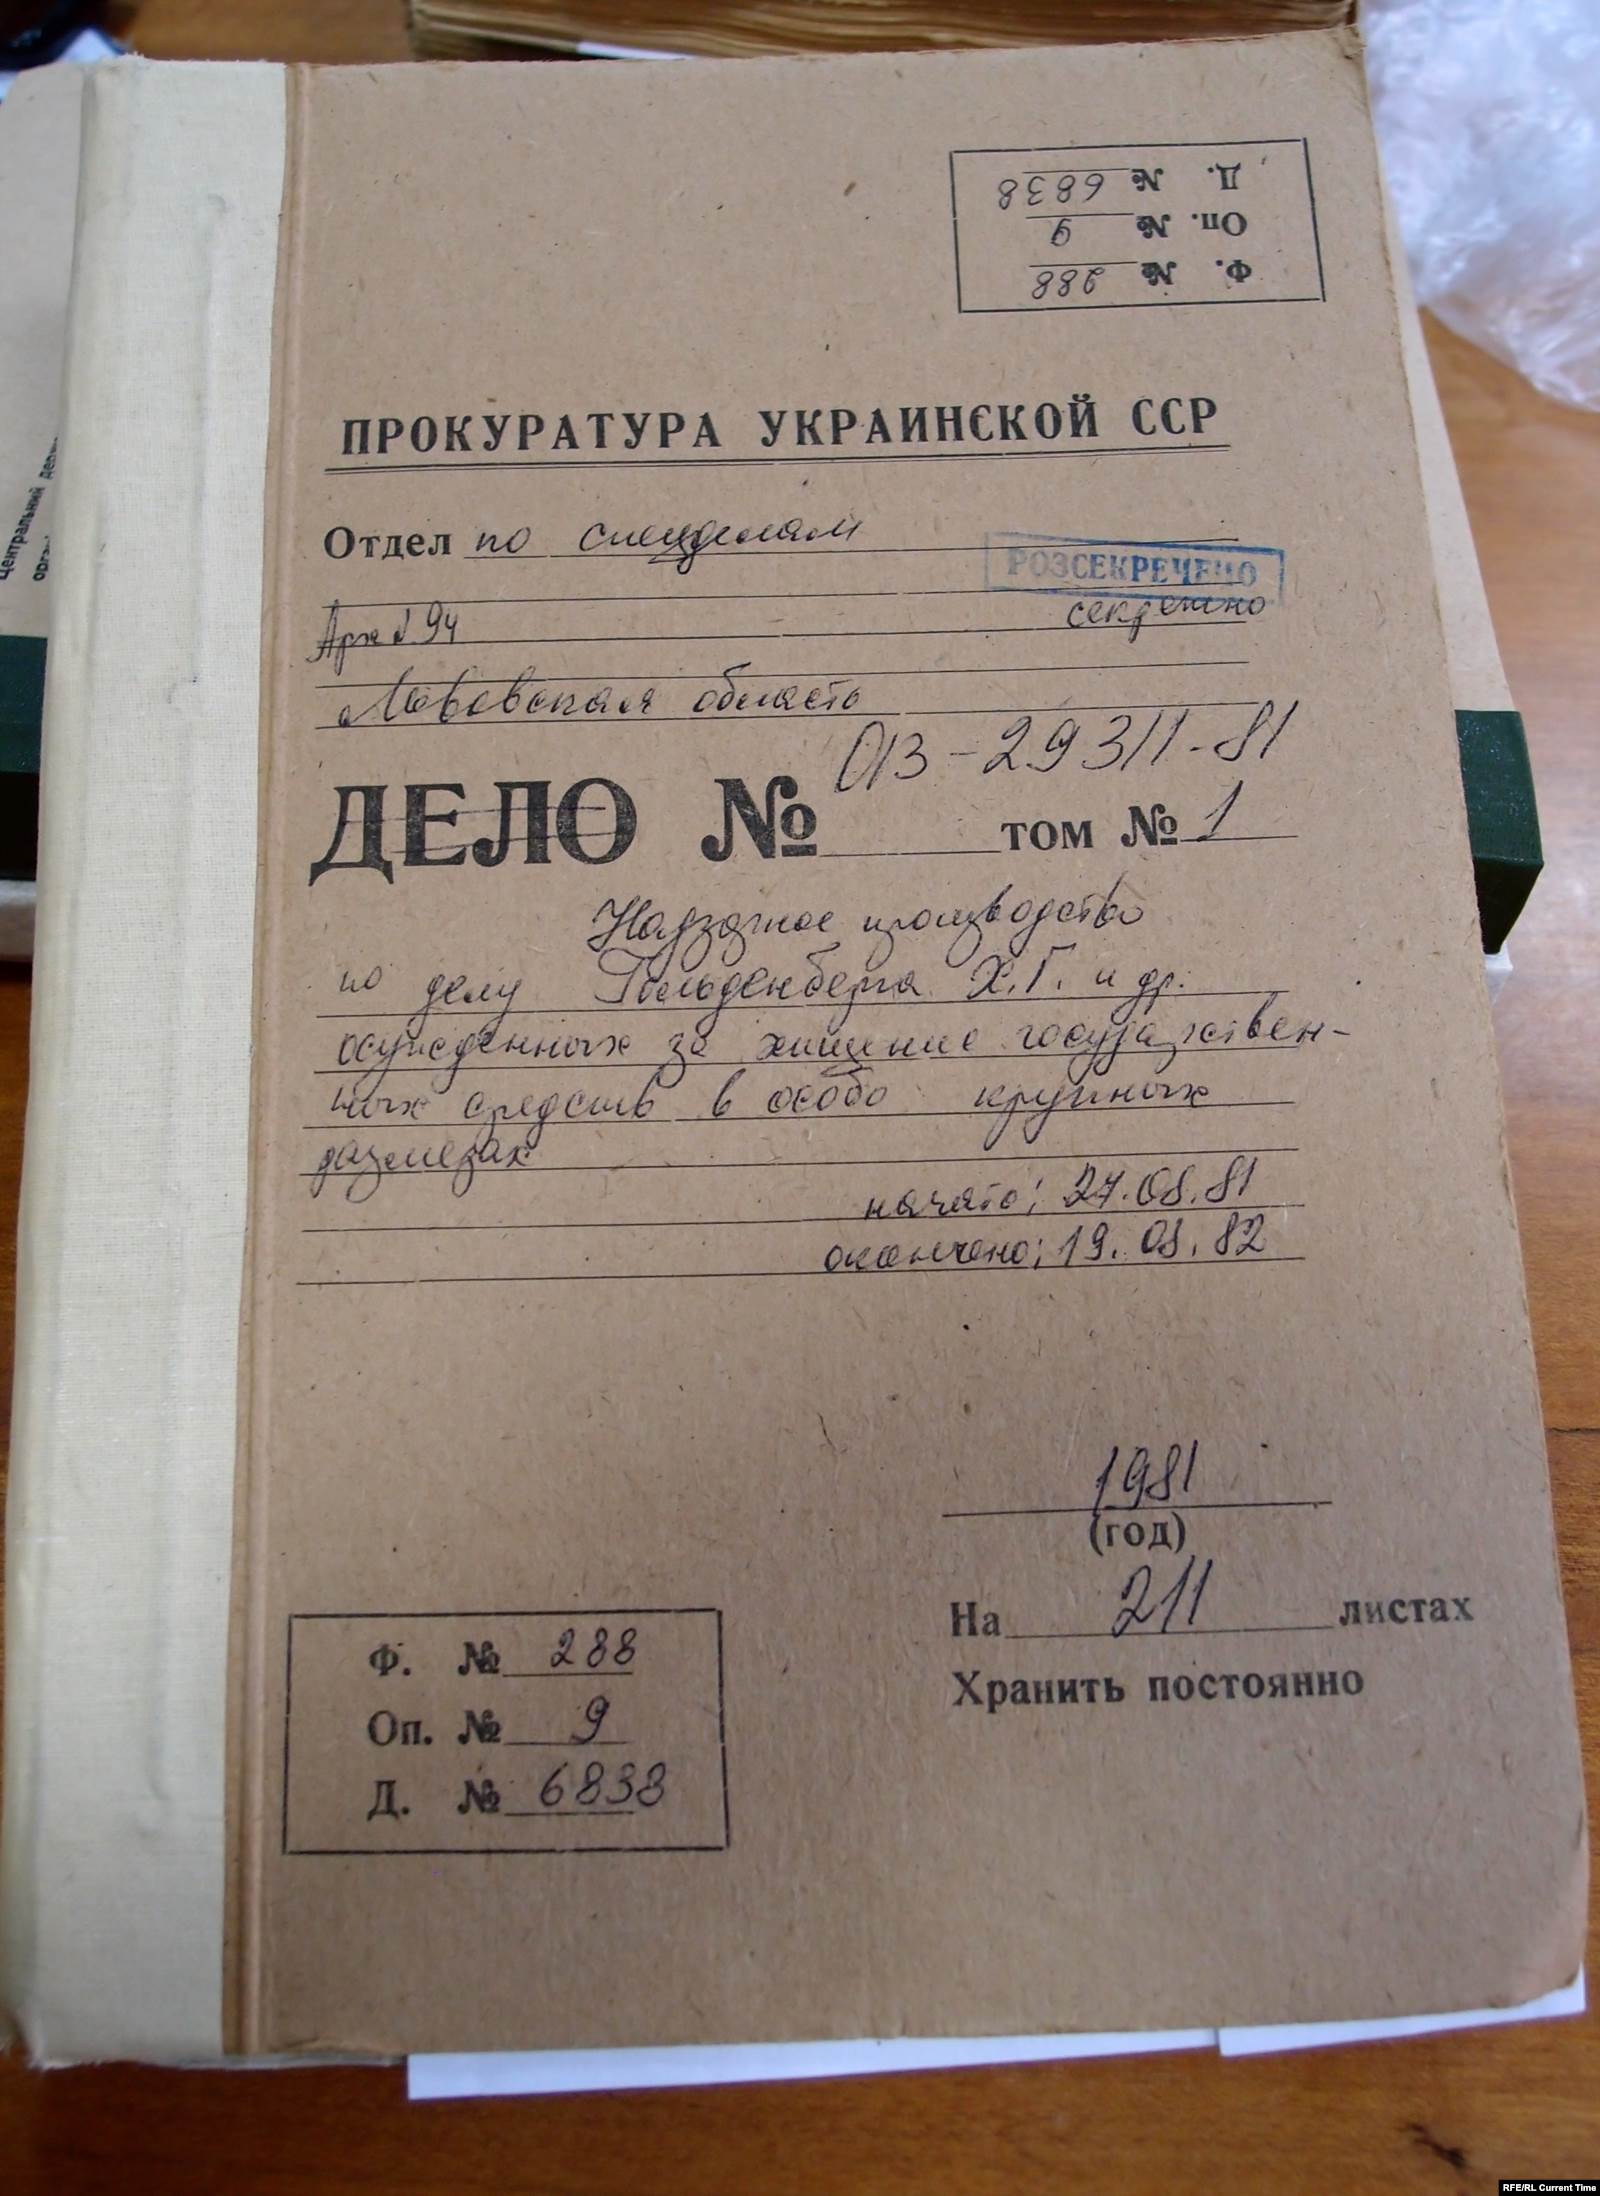 Д. № 6838
Оп. № 9
Ф. № 288
ПРОКУРАТУРА УКРАИНСКОЙ ССР
Отдел по спецделам
РОЗСЕКРЕЧЕНО
секретно
94
Львовская область
013-29311-81
ДЕЛО № том № 1
Надзорное производство
по делу Гольденберга Х.Г. и др.
осужденных за хищение государствен-
ных средств в особо крупных
размерах
начато: 27.08.81
окончено: 19.08.82
1981
(год)
На 211 листах
Хранить постоянно
Ф. № 288
Оп. № 9
Д. № 6838
Центральний
RFE/RL Current Time